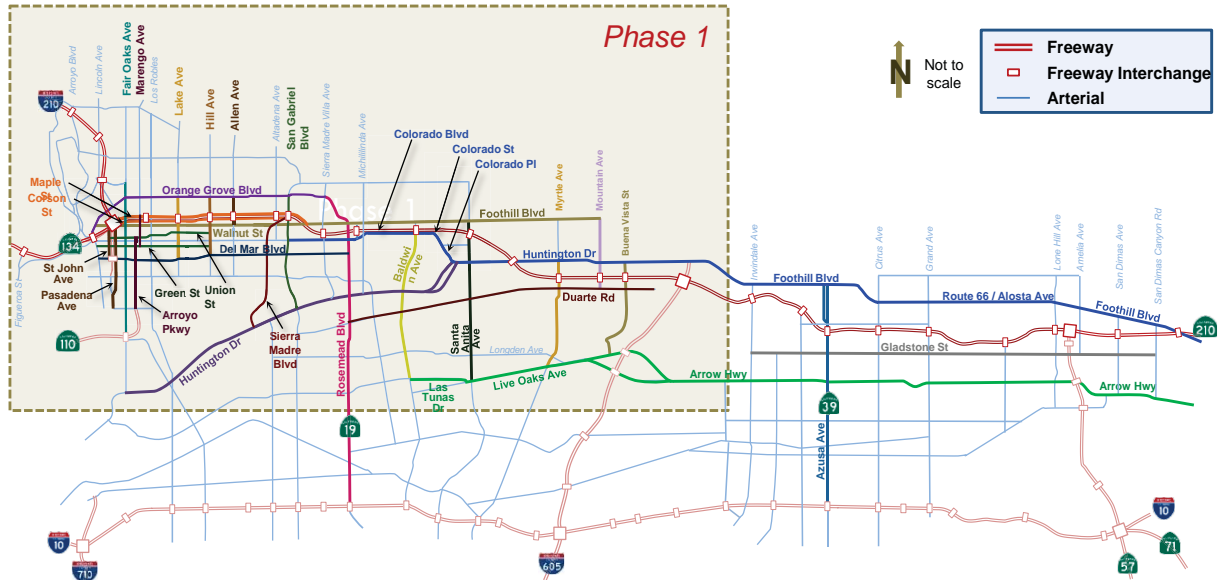 Phase 1
N
Not to
scale
Freeway
Freeway Interchange
Arterial
Arroyo Blvd
Lincoln Ave
Fair Oaks Ave
Marengo Ave
Los Robles
Lake Ave
Hill Ave
Allen Ave
Altadena Ave
San Gabriel
Blvd
Sierra Madre Villa Ave
Michillinda Ave
Colorado Blvd
Colorado St
Colorado Pl
Myrtle Ave
Mountain Ave
Buena Vista St
210
Maple
St
Corson
St
Orange Grove Blvd
Phase 1
Foothill Blvd
Walnut St
134
Del Mar Blvd
St John
Ave
Pasadena
Ave
Green St
Union
St
Arroyo
Pkwy
Sierra
Madre
Blvd
Figueroa St
110
Huntington Dr
Rosemead Blvd
Baldwi
n Ave
Santa
Anita
Ave
Huntington Dr
Duarte Rd
Longden Ave
Las
Tunas
Dr
Live Oaks Ave
Irwindale Ave
Citrus Ave
Grand Ave
Lone Hill Ave
Amelia Ave
San Dimas Ave
San Dimas Canyon Rd
Foothill Blvd
Route 66 / Alosta Ave
Foothill Blvd
210
Gladstone St
Arrow Hwy
Arrow Hwy
39
Azusa Ave
19
10
710
605
10
71
57